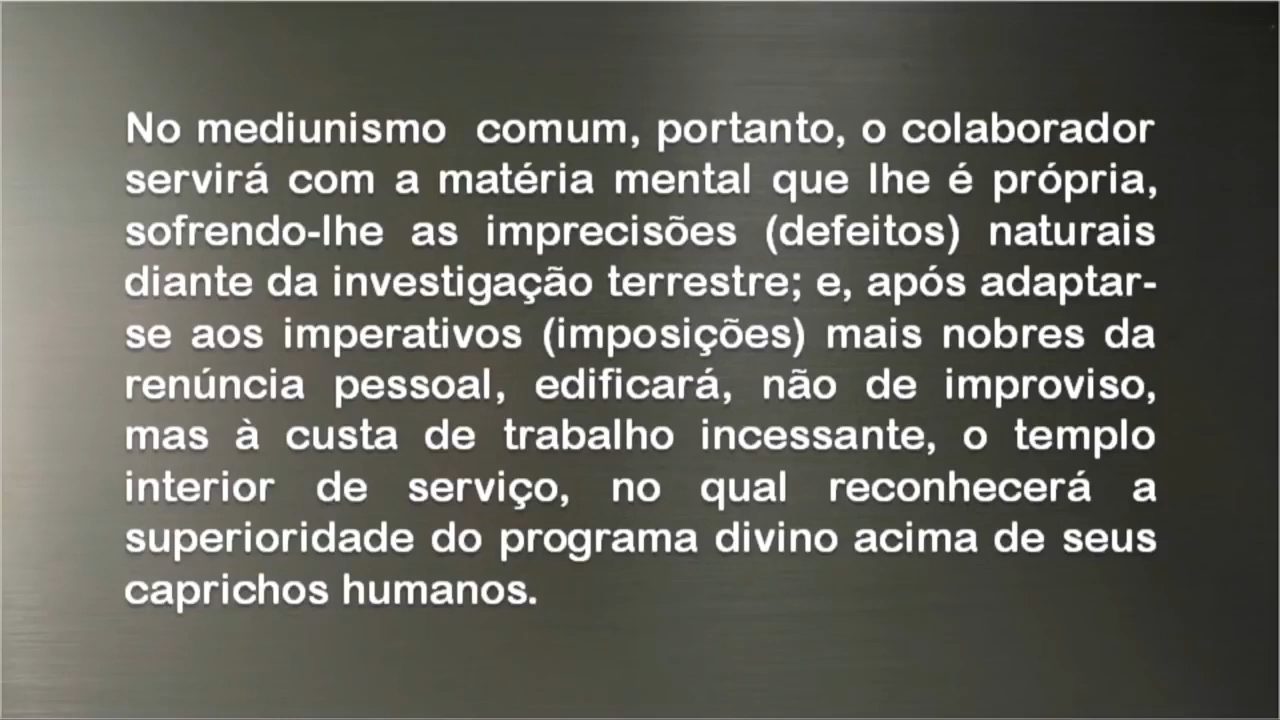 No mediunismo comum, portanto, o colaborador
servirá com a matéria mental que lhe é própria,
sofrendo-lhe as imprecisões (defeitos) naturais
diante da investigação terrestre; e, após adaptar-
se aos imperativos (imposições) mais nobres da
renúncia pessoal, edificará, não de improviso,
mas à custa de trabalho incessante, o templo
interior de serviço, no qual reconhecerá a
superioridade do programa divino acima de seus
caprichos humanos.